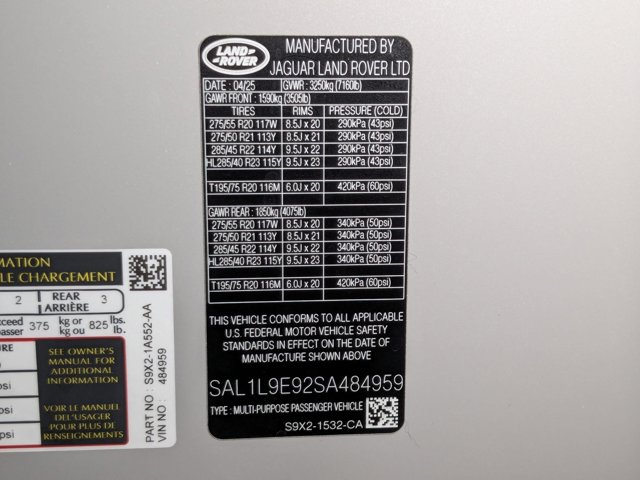 LAND
ROVER
MANUFACTURED BY
JAGUAR LAND ROVER LTD
DATE : 04/25 GVWR : 3250kg (7160lb)
GAWR FRONT : 1590kg (3505lb)
TIRES RIMS PRESSURE (COLD)
275/55 R20 117W 8.5J x 20 290kPa (43psi)
275/50 R21 113Y 8.5J x 21 290kPa (43psi)
285/45 R22 114Y 9.5J x 22 290kPa (43psi)
HL285/40 R23 115Y 9.5J x 23 290kPa (43psi)
T195/75 R20 116M 6.0J x 20 420kPa (60psi)
GAWR REAR : 1850kg (4075lb)
275/55 R20 117W 8.5J x 20 340kPa (50psi)
275/50 R21 113Y 8.5J x 21 340kPa (50psi)
285/45 R22 114Y 9.5J x 22 340kPa (50psi)
HL285/40 R23 115Y 9.5J x 23 340kPa (50psi)
T195/75 R20 116M 6.0J x 20 420kPa (60psi)
THIS VEHICLE CONFORMS TO ALL APPLICABLE
U.S. FEDERAL MOTOR VEHICLE SAFETY
STANDARDS IN EFFECT ON THE DATE OF
MANUFACTURE SHOWN ABOVE
SAL1L9E92SA484959
TYPE : MULTI-PURPOSE PASSENGER VEHICLE
S9X2-1532-CA
MATION
LE CHARGEMENT
2 REAR 3
ARRIÈRE
xceed 375 kg or 825 lbs.
passer kg ou lb.
SEE OWNER'S
MANUAL FOR
ADDITIONAL
INFORMATION
VOIR LE MANUEL
DE L'USAGER
POUR PLUS DE
RENSEIGNEMENTS
PART NO : S9X2-1A552-AA
VIN NO : 484959